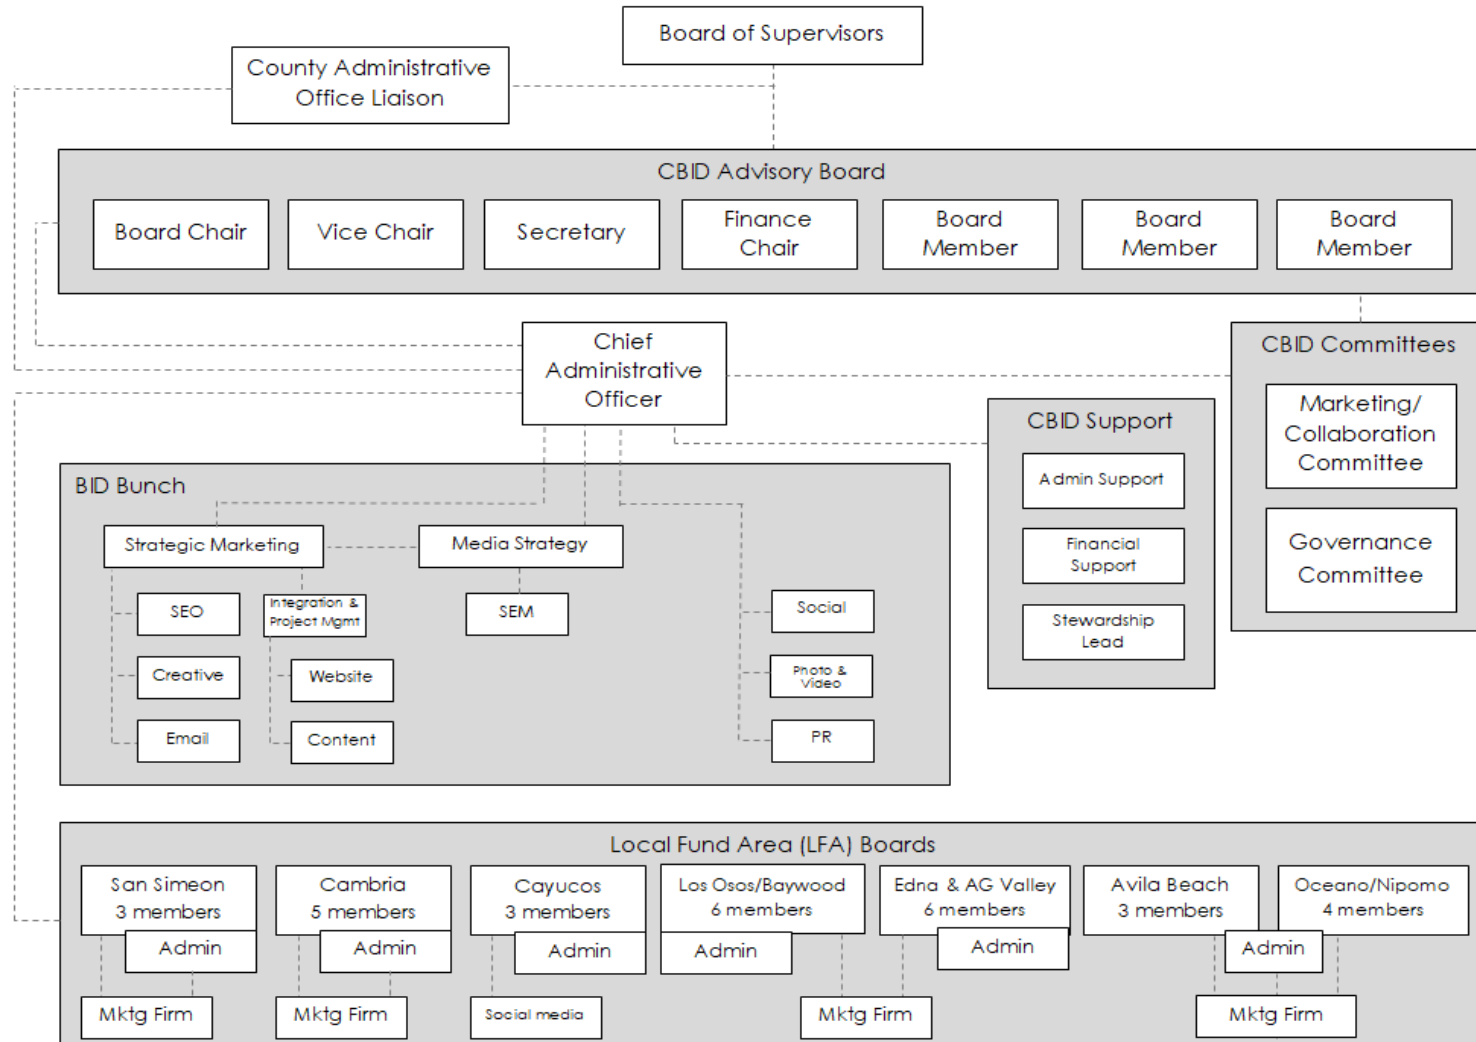 Board of Supervisors
County Administrative
Office Liaison
CBID Advisory Board
Board Chair
Vice Chair
Secretary
Finance
Chair
Board
Member
Board
Member
Board
Member
Chief
Administrative
Officer
CBID Committees
Marketing/
Collaboration
Committee
Governance
Committee
CBID Support
Admin Support
Financial
Support
Stewardship
Lead
BID Bunch
Strategic Marketing
Media Strategy
SEO
Integration &
Project Mgmt
SEM
Social
Creative
Website
Photo &
Video
Email
Content
PR
Local Fund Area (LFA) Boards
San Simeon
3 members
Admin
Mktg Firm
Cambria
5 members
Admin
Mktg Firm
Cayucos
3 members
Admin
Social media
Los Osos/Baywood
6 members
Admin
Edna & AG Valley
6 members
Admin
Mktg Firm
Avila Beach
3 members
Oceano/Nipomo
4 members
Admin
Mktg Firm